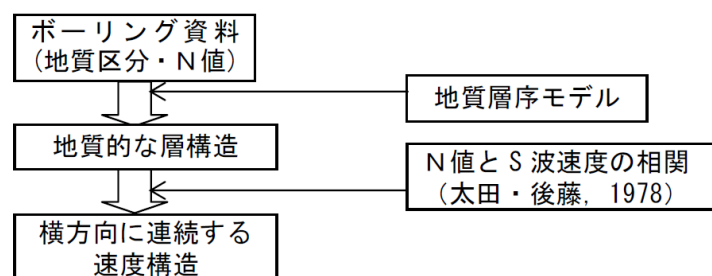 ボーリング資料
(地質区分・N値)
地質層序モデル
地質的な層構造
N値とS波速度の相関
(太田・後藤, 1978)
横方向に連続する
速度構造